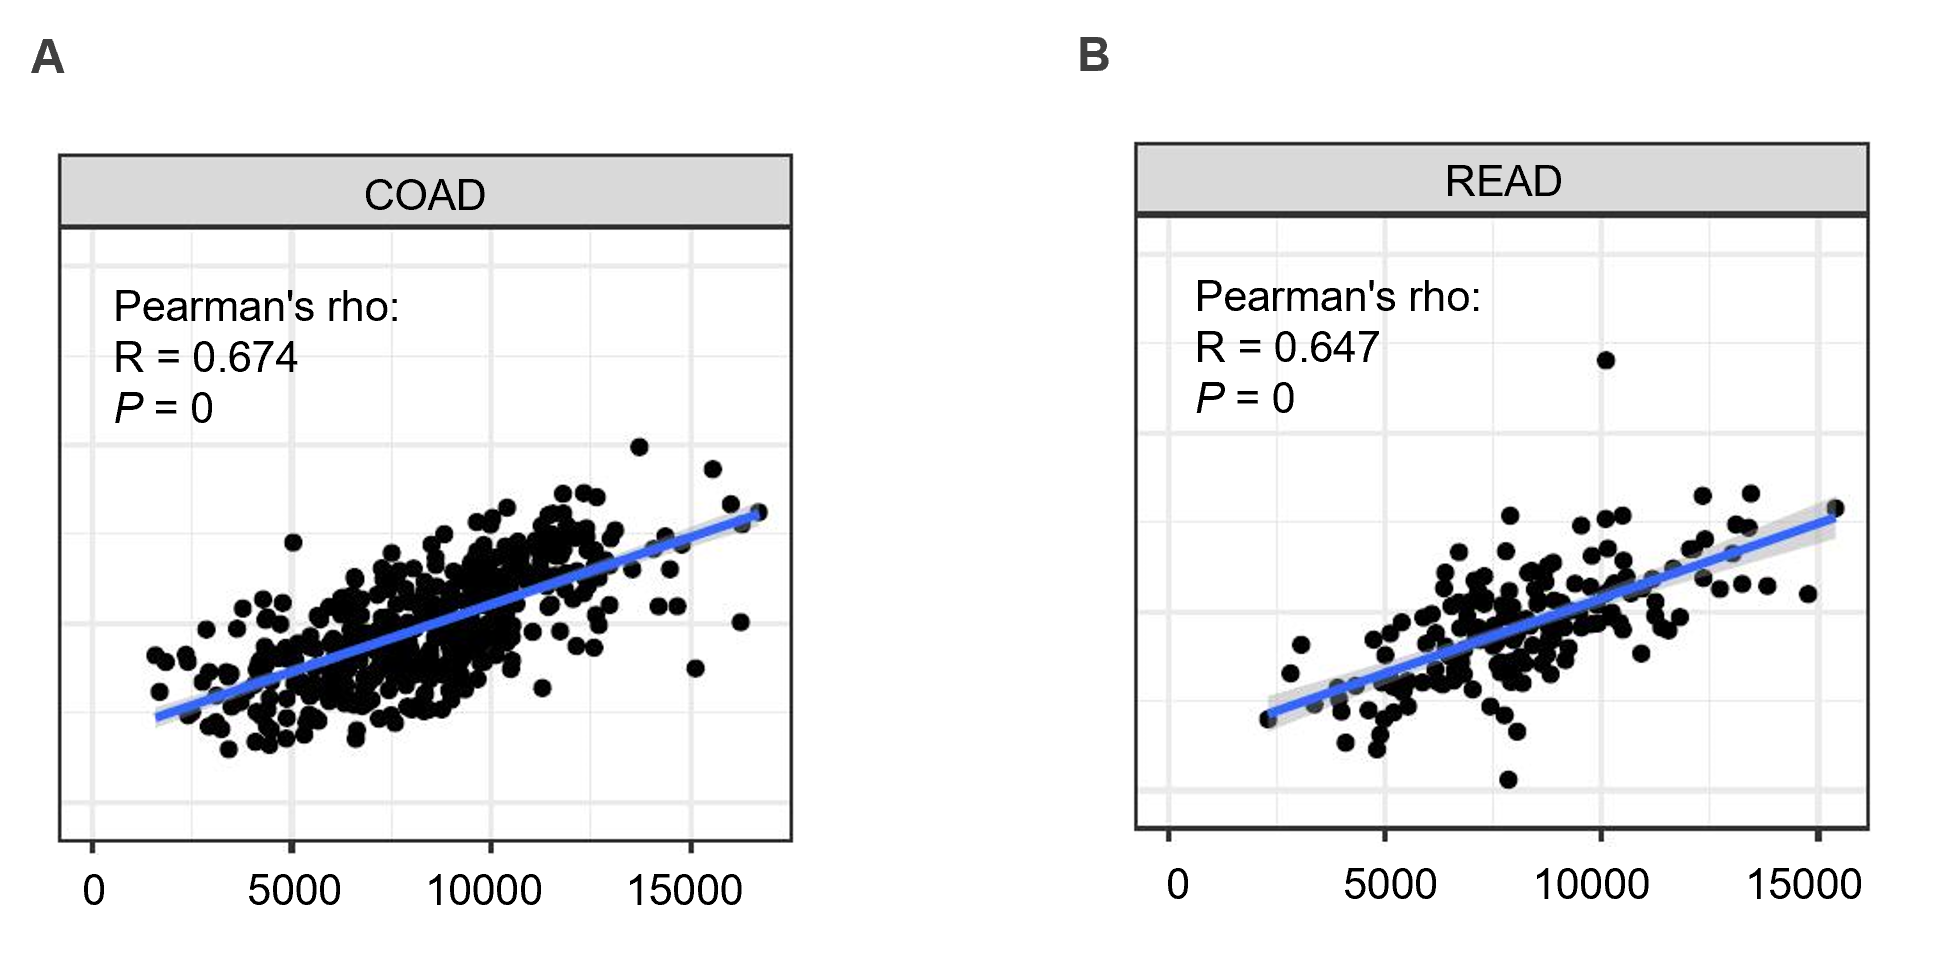 A
COAD
Pearman's rho:
R = 0.674
P = 0
0 5000 10000 15000
B
READ
Pearman's rho:
R = 0.647
P = 0
0 5000 10000 15000